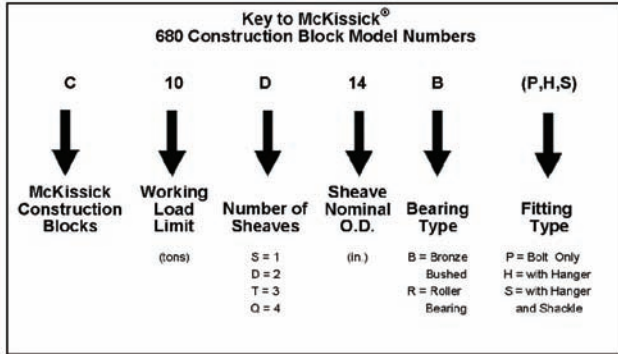 Key to McKissick®
680 Construction Block Model Numbers
C 10 D 14 B (P,H,S)
McKissick Construction Blocks
Working Load Limit
(tons)
Number of Sheaves
S = 1
D = 2
T = 3
Q = 4
Sheave Nominal O.D.
(in.)
Bearing Type
B = Bronze Bushed
R = Roller Bearing
Fitting Type
P = Bolt Only
H = with Hanger
S = with Hanger and Shackle